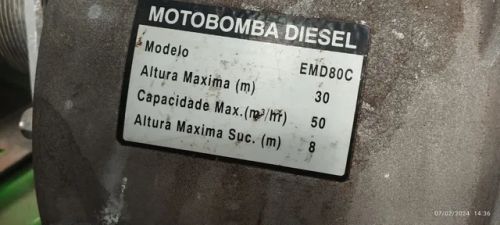 MOTOBOMBA DIESEL
Modelo EMD80C
Altura Maxima (m) 30
Capacidade Max.(m³/hr) 50
Altura Maxima Suc. (m) 8
07/02/2024 14:36